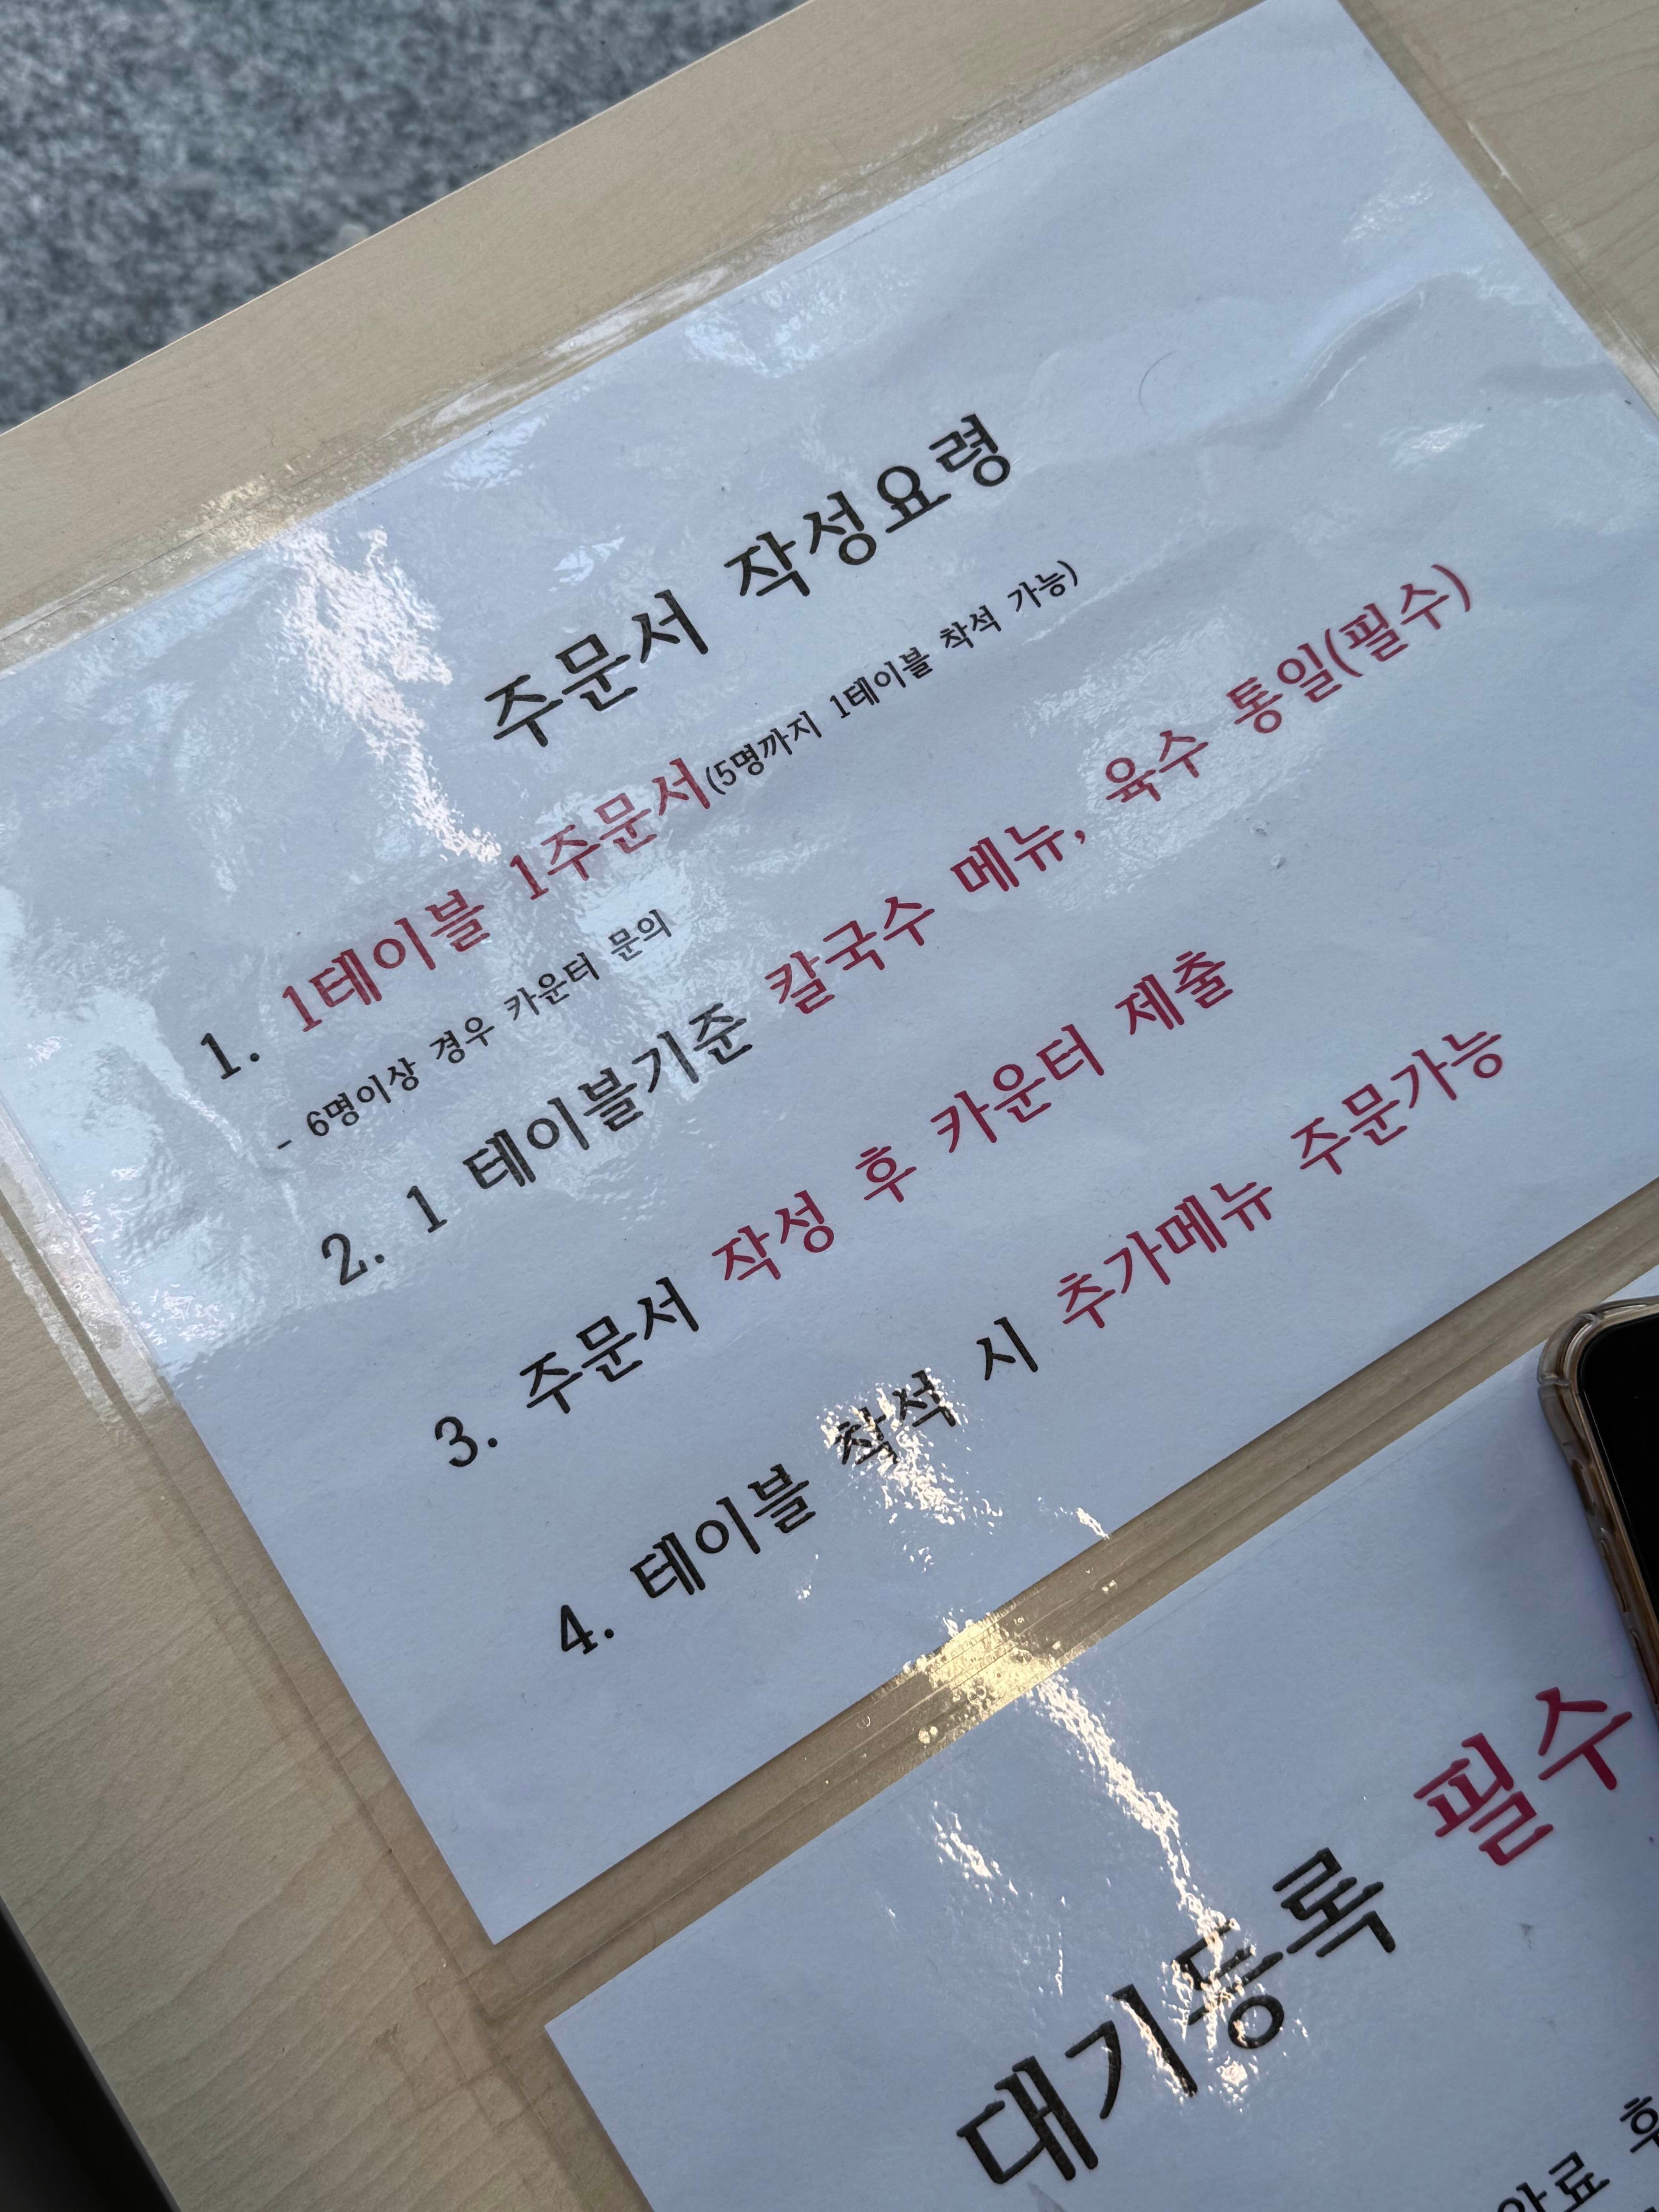 주문서 작성요령
1. 1테이블 1주문서(5명까지 1테이블 착석 가능)
- 6명이상 경우 카운터 문의
2. 1 테이블기준 칼국수 메뉴, 육수 통일(필수)
3. 주문서 작성 후 카운터 제출
4. 테이블 착석 시 추가메뉴 주문가능
대기등록 필수